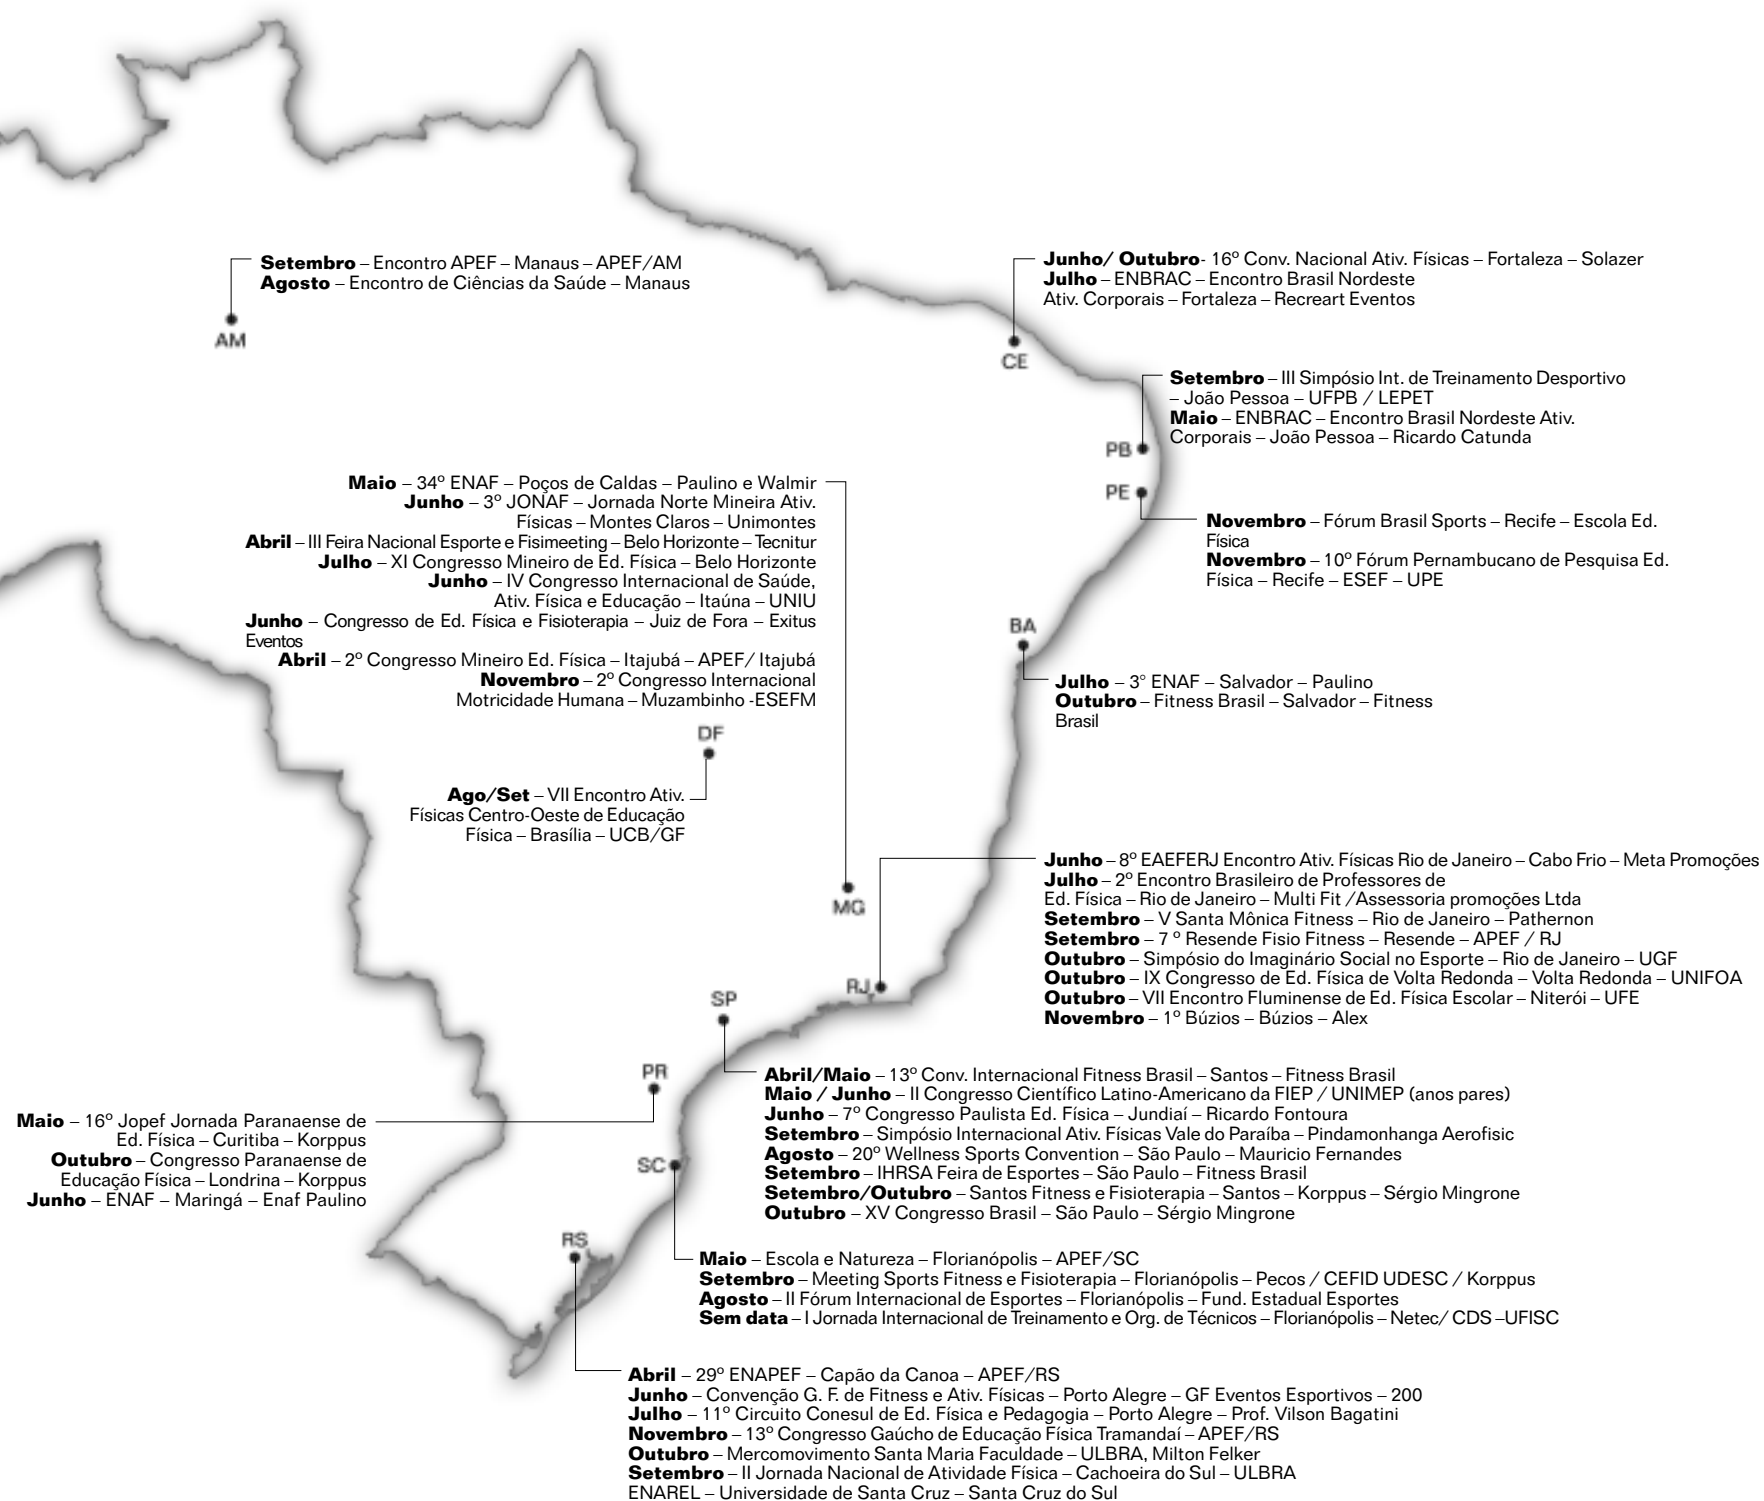 Setembro – Encontro APEF – Manaus – APEF/AM
Agosto – Encontro de Ciências da Saúde – Manaus
AM
Junho/ Outubro- 16º Conv. Nacional Ativ. Físicas – Fortaleza – Solazer
Julho – ENBRAC – Encontro Brasil Nordeste
Ativ. Corporais – Fortaleza – Recreart Eventos
CE
Setembro – III Simpósio Int. de Treinamento Desportivo
– João Pessoa – UFPB / LEPET
Maio – ENBRAC – Encontro Brasil Nordeste Ativ.
Corporais – João Pessoa – Ricardo Catunda
PB
PE
Novembro – Fórum Brasil Sports – Recife – Escola Ed.
Física
Novembro – 10º Fórum Pernambucano de Pesquisa Ed.
Física – Recife – ESEF – UPE
Maio – 34º ENAF – Poços de Caldas – Paulino e Walmir
Junho – 3º JONAF – Jornada Norte Mineira Ativ.
Físicas – Montes Claros – Unimontes
Abril – III Feira Nacional Esporte e Fisimeeting – Belo Horizonte – Tecnitur
Julho – XI Congresso Mineiro de Ed. Física – Belo Horizonte
Junho – IV Congresso Internacional de Saúde,
Ativ. Física e Educação – Itaúna – UNIU
Junho – Congresso de Ed. Física e Fisioterapia – Juiz de Fora – Exitus
Eventos
Abril – 2º Congresso Mineiro Ed. Física – Itajubá – APEF/ Itajubá
Novembro – 2º Congresso Internacional
Motricidade Humana – Muzambinho -ESEFM
BA
Julho – 3° ENAF – Salvador – Paulino
Outubro – Fitness Brasil – Salvador – Fitness
Brasil
DF
Ago/Set – VII Encontro Ativ.
Físicas Centro-Oeste de Educação
Física – Brasília – UCB/GF
MG
Junho – 8º EAEFERJ Encontro Ativ. Físicas Rio de Janeiro – Cabo Frio – Meta Promoções
Julho – 2º Encontro Brasileiro de Professores de
Ed. Física – Rio de Janeiro – Multi Fit /Assessoria promoções Ltda
Setembro – V Santa Mônica Fitness – Rio de Janeiro – Pathernon
Setembro – 7 º Resende Fisio Fitness – Resende – APEF / RJ
Outubro – Simpósio do Imaginário Social no Esporte – Rio de Janeiro – UGF
Outubro – IX Congresso de Ed. Física de Volta Redonda – Volta Redonda – UNIFOA
Outubro – VII Encontro Fluminense de Ed. Física Escolar – Niterói – UFE
Novembro – 1º Búzios – Búzios – Alex
RJ
SP
Abril/Maio – 13º Conv. Internacional Fitness Brasil – Santos – Fitness Brasil
Maio / Junho – II Congresso Científico Latino-Americano da FIEP / UNIMEP (anos pares)
Junho – 7º Congresso Paulista Ed. Física – Jundiaí – Ricardo Fontoura
Setembro – Simpósio Internacional Ativ. Físicas Vale do Paraíba – Pindamonhanga Aerofisic
Agosto – 20º Wellness Sports Convention – São Paulo – Mauricio Fernandes
Setembro – IHRSA Feira de Esportes – São Paulo – Fitness Brasil
Setembro/Outubro – Santos Fitness e Fisioterapia – Santos – Korppus – Sérgio Mingrone
Outubro – XV Congresso Brasil – São Paulo – Sérgio Mingrone
PR
Maio – 16º Jopef Jornada Paranaense de
Ed. Física – Curitiba – Korppus
Outubro – Congresso Paranaense de
Educação Física – Londrina – Korppus
Junho – ENAF – Maringá – Enaf Paulino
SC
Maio – Escola e Natureza – Florianópolis – APEF/SC
Setembro – Meeting Sports Fitness e Fisioterapia – Florianópolis – Pecos / CEFID UDESC / Korppus
Agosto – II Fórum Internacional de Esportes – Florianópolis – Fund. Estadual Esportes
Sem data – I Jornada Internacional de Treinamento e Org. de Técnicos – Florianópolis – Netec/ CDS –UFISC
RS
Abril – 29º ENAPEF – Capão da Canoa – APEF/RS
Junho – Convenção G. F. de Fitness e Ativ. Físicas – Porto Alegre – GF Eventos Esportivos – 200
Julho – 11º Circuito Conesul de Ed. Física e Pedagogia – Porto Alegre – Prof. Vilson Bagatini
Novembro – 13º Congresso Gaúcho de Educação Física Tramandaí – APEF/RS
Outubro – Mercomovimento Santa Maria Faculdade – ULBRA, Milton Felker
Setembro – II Jornada Nacional de Atividade Física – Cachoeira do Sul – ULBRA
ENAREL – Universidade de Santa Cruz – Santa Cruz do Sul